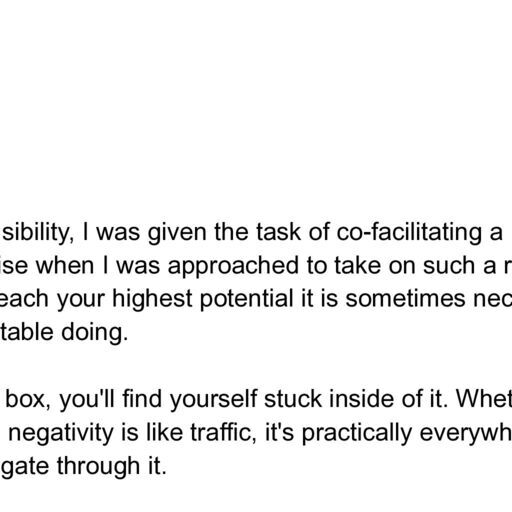 sibility, I was given the task of co-facilitating a
ise when I was approached to take on such a r
each your highest potential it is sometimes nec
table doing.
box, you'll find yourself stuck inside of it. Whet
negativity is like traffic, it's practically everywh
gate through it.